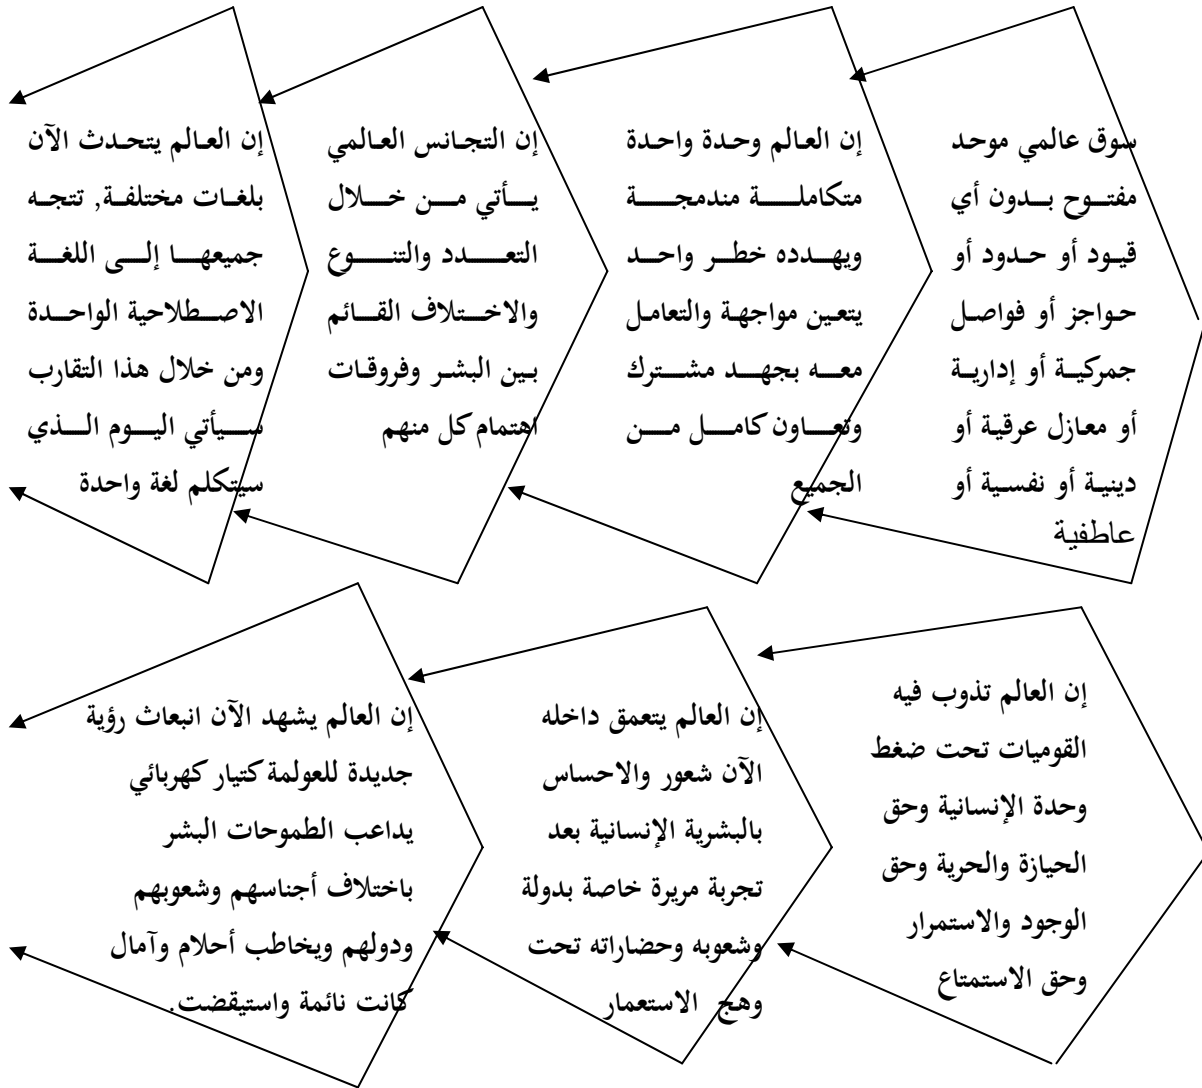 سوق عالمي موحد
مفتوح بدون أي
قيود أو حدود أو
حواجز أو فواصل
جمركية أو إدارية
أو معازل عرقية أو
دينية أو نفسية أو
عاطفية
إن العالم وحدة واحدة
متكاملة مندمجة
ويهدده خطر واحد
يتعين مواجهة والتعامل
معه بجهد مشترك
وتعاون كامل من
الجميع
إن التجانس العالمي
يأتي من خلال
التعدد والتنوع
والاختلاف القائم
بين البشر وفروقات
اهتمام كل منهم
إن العالم يتحدث الآن
بلغات مختلفة, تتجه
جميعها إلى اللغة
الاصطلاحية الواحدة
ومن خلال هذا التقارب
سيأتي اليوم الذي
سيتكلم لغة واحدة
إن العالم تذوب فيه
القوميات تحت ضغط
وحدة الإنسانية وحق
الحيازة والحرية وحق
الوجود والاستمرار
وحق الاستمتاع
إن العالم يتعمق داخله
الآن شعور والاحساس
بالبشرية الإنسانية بعد
تجربة مريرة خاصة بدولة
وشعوبه وحضاراته تحت
وهج الاستعمار
إن العالم يشهد الآن انبعاث رؤية
جديدة للعولمة كتيار كهربائي
يداعب الطموحات البشر
باختلاف أجناسهم وشعوبهم
ودولهم ويخاطب أحلام وآمال
كانت نائمة واستيقضت.